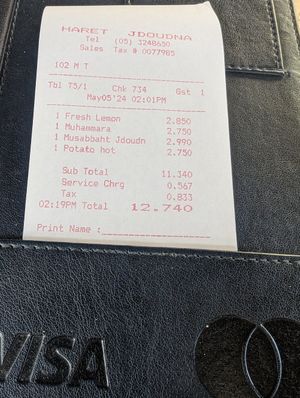 HARET JDOUDNA
Tel (05) 3248650
Sales Tax # 0077985
102 M T
Tbl 75/1 Chk 734 Gst 1
May05'24 02:01PM
1 Fresh Lemon 2.850
1 Muhammara 2.750
1 Musabbaht Jdoudn 2.990
1 Potato hot 2.750
Sub Total 11.340
Service Chrg 0.567
Tax 0.833
02:19PM Total 12.740
Print Name :
VISA